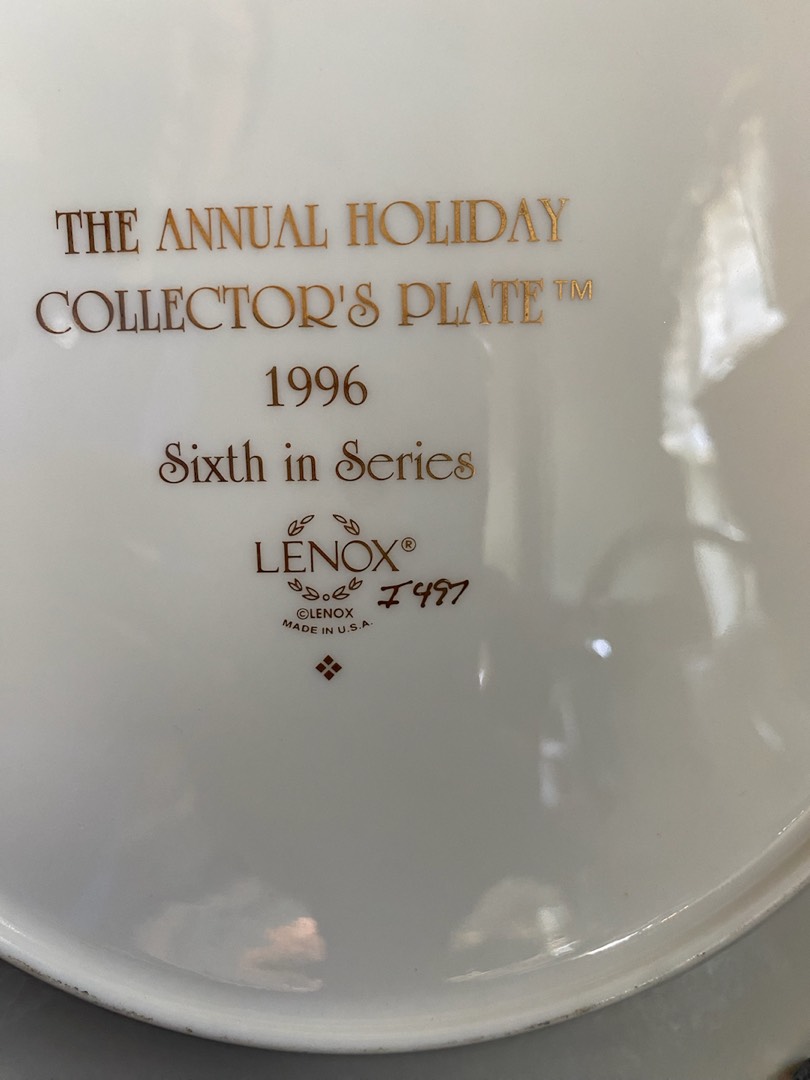 THE ANNUAL HOLIDAY
COLLECTOR'S PLATE™
1996
Sixth in Series
LENOX®
I497
©LENOX
MADE IN U.S.A.